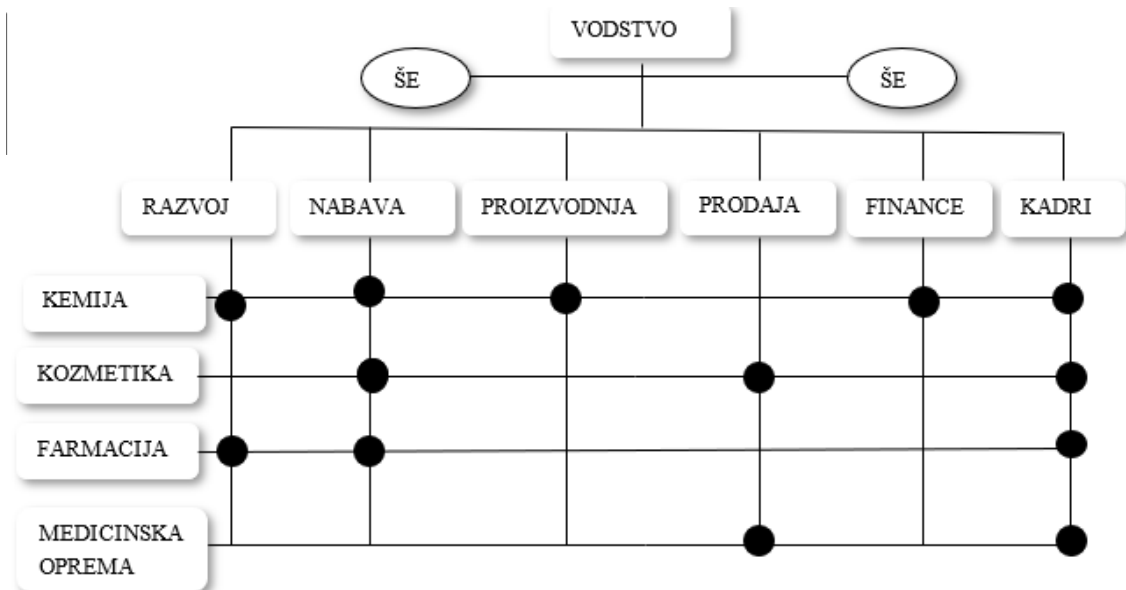 VODSTVO
ŠE
ŠE
RAZVOJ
NABAVA
PROIZVODNJA
PRODAJA
FINANCE
KADRI
KEMIJA
KOZMETIKA
FARMACIJA
MEDICINSKA
OPREMA